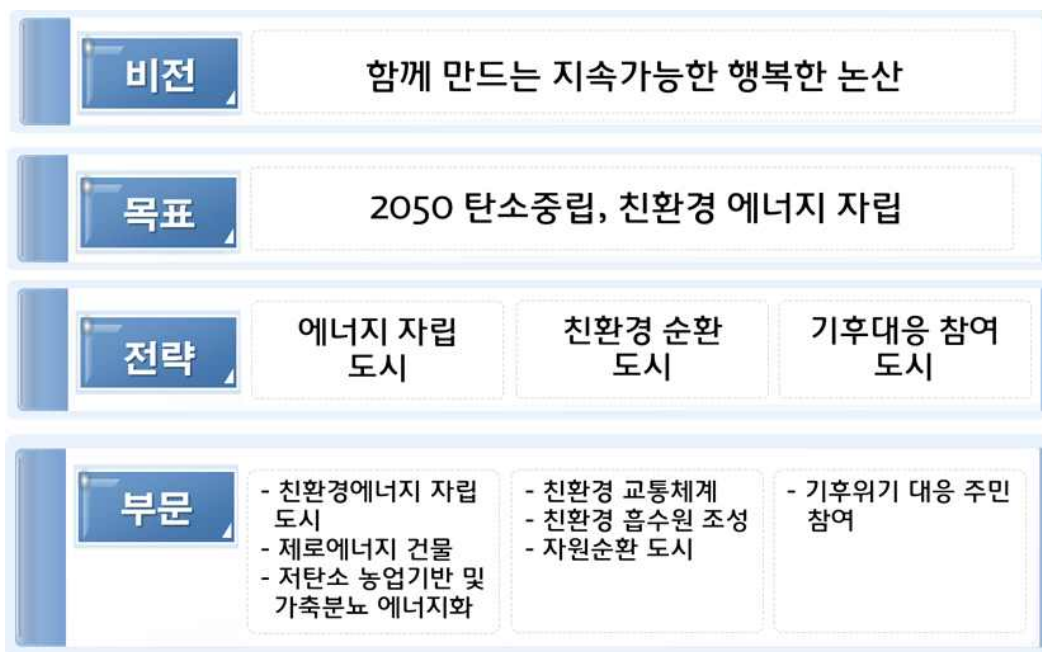 비전
함께 만드는 지속가능한 행복한 논산
목표
2050 탄소중립, 친환경 에너지 자립
전략
에너지 자립
도시
친환경 순환
도시
기후대응 참여
도시
부문
- 친환경에너지 자립
도시
- 제로에너지 건물
- 저탄소 농업기반 및
가축분뇨 에너지화
- 친환경 교통체계
- 친환경 흡수원 조성
- 자원순환 도시
- 기후위기 대응 주민
참여